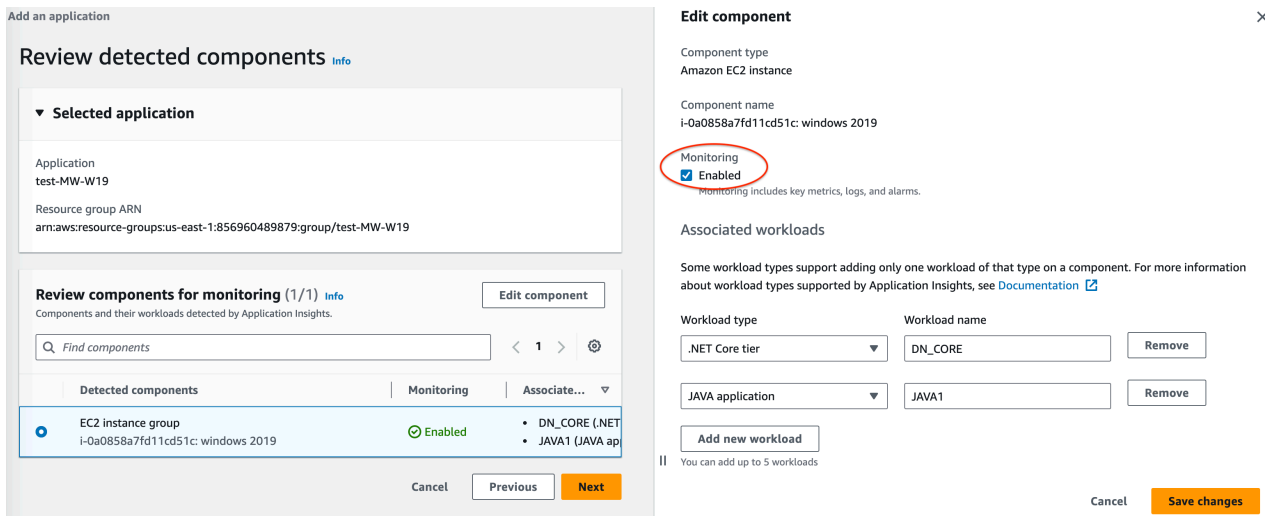 Add an application
Review detected components Info
Selected application
Application
test-MW-W19
Resource group ARN
arn:aws:resource-groups:us-east-1:856960489879:group/test-MW-W19
Review components for monitoring (1/1) Info
Edit component
Components and their workloads detected by Application Insights.
Find components
1
Detected components
Monitoring
Associate...
EC2 instance group
i-0a0858a7fd11cd51c: windows 2019
Enabled
• DN_CORE (.NET
• JAVA1 (JAVA ap
Cancel
Previous
Next
Edit component
Component type
Amazon EC2 instance
Component name
i-0a0858a7fd11cd51c: windows 2019
Monitoring
Enabled
Monitoring includes key metrics, logs, and alarms.
Associated workloads
Some workload types support adding only one workload of that type on a component. For more information
about workload types supported by Application Insights, see Documentation
Workload type
Workload name
.NET Core tier
DN_CORE
Remove
JAVA application
JAVA1
Remove
Add new workload
You can add up to 5 workloads
Cancel
Save changes